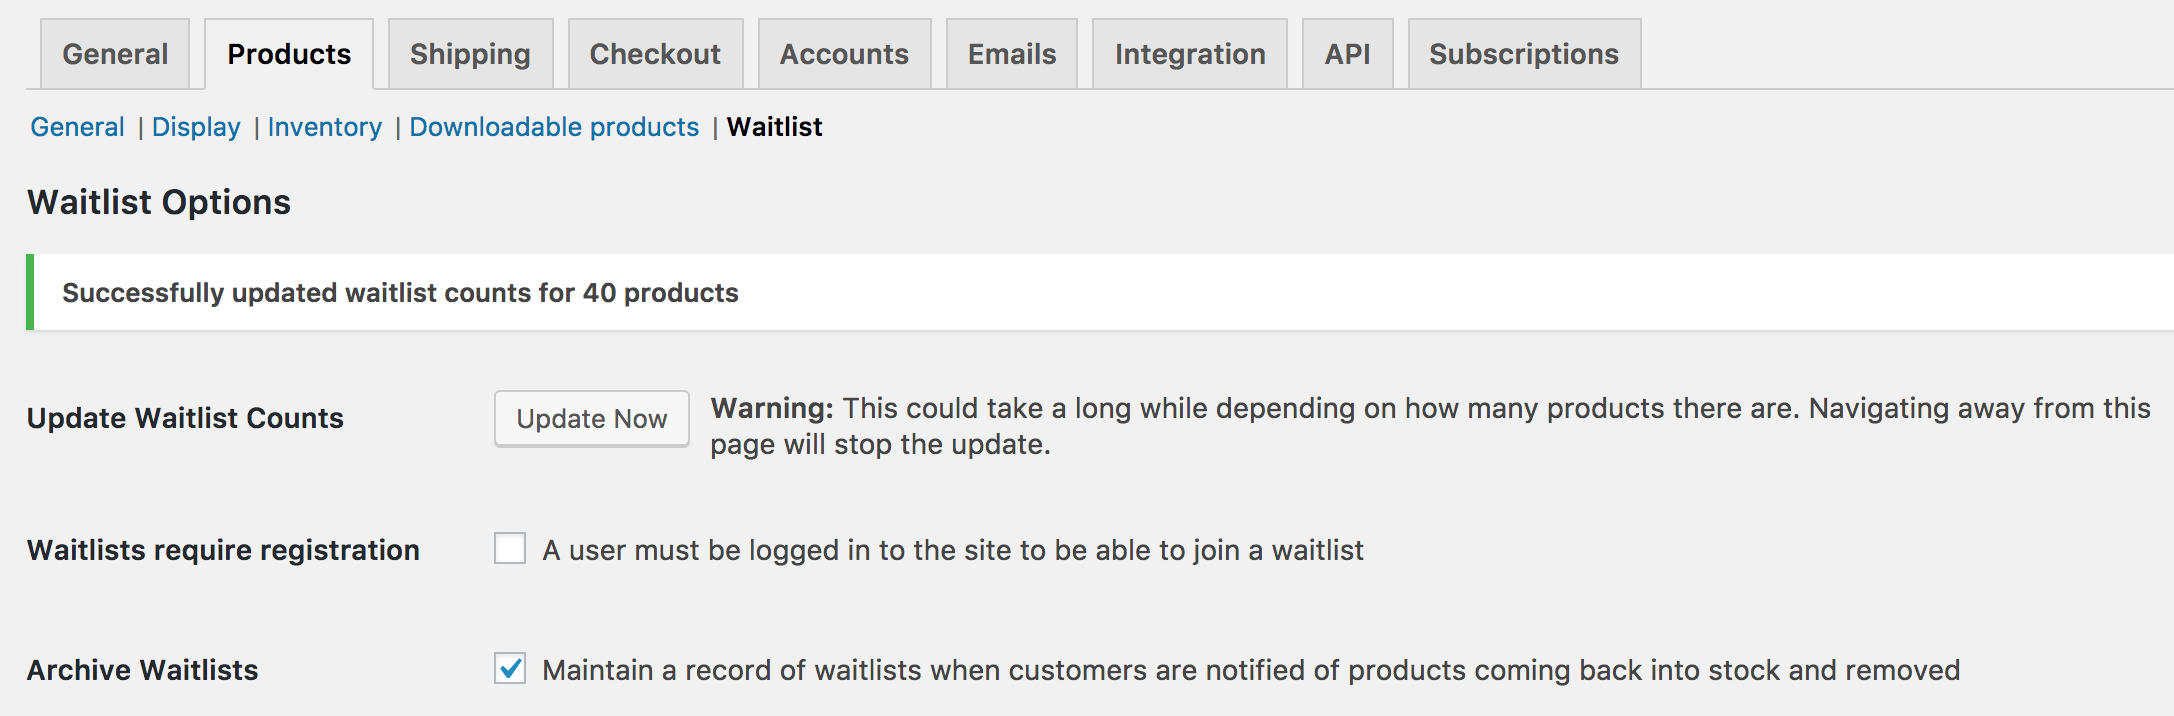 General Products Shipping Checkout Accounts Emails Integration API Subscriptions
General | Display | Inventory | Downloadable products | Waitlist
Waitlist Options
Successfully updated waitlist counts for 40 products
Update Waitlist Counts Update Now Warning: This could take a long while depending on how many products there are. Navigating away from this
page will stop the update.
Waitlists require registration A user must be logged in to the site to be able to join a waitlist
Archive Waitlists Maintain a record of waitlists when customers are notified of products coming back into stock and removed